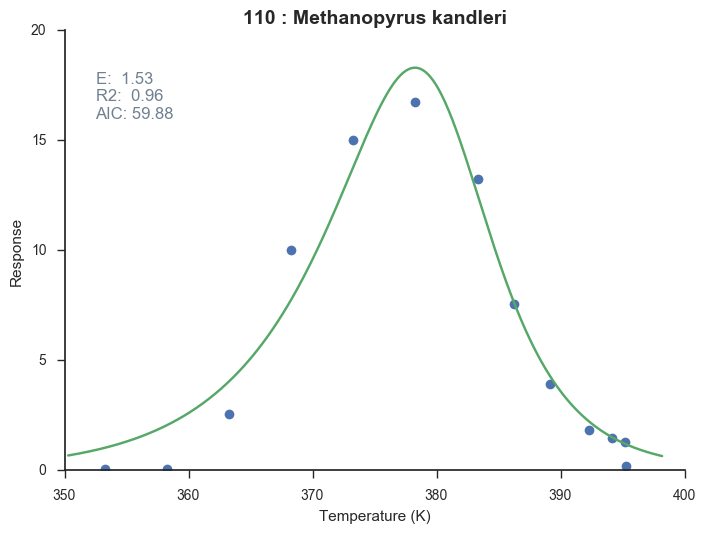 110 : Methanopyrus kandleri
E: 1.53
R2: 0.96
AIC: 59.88
Response
20
15
10
5
0
350 360 370 380 390 400
Temperature (K)